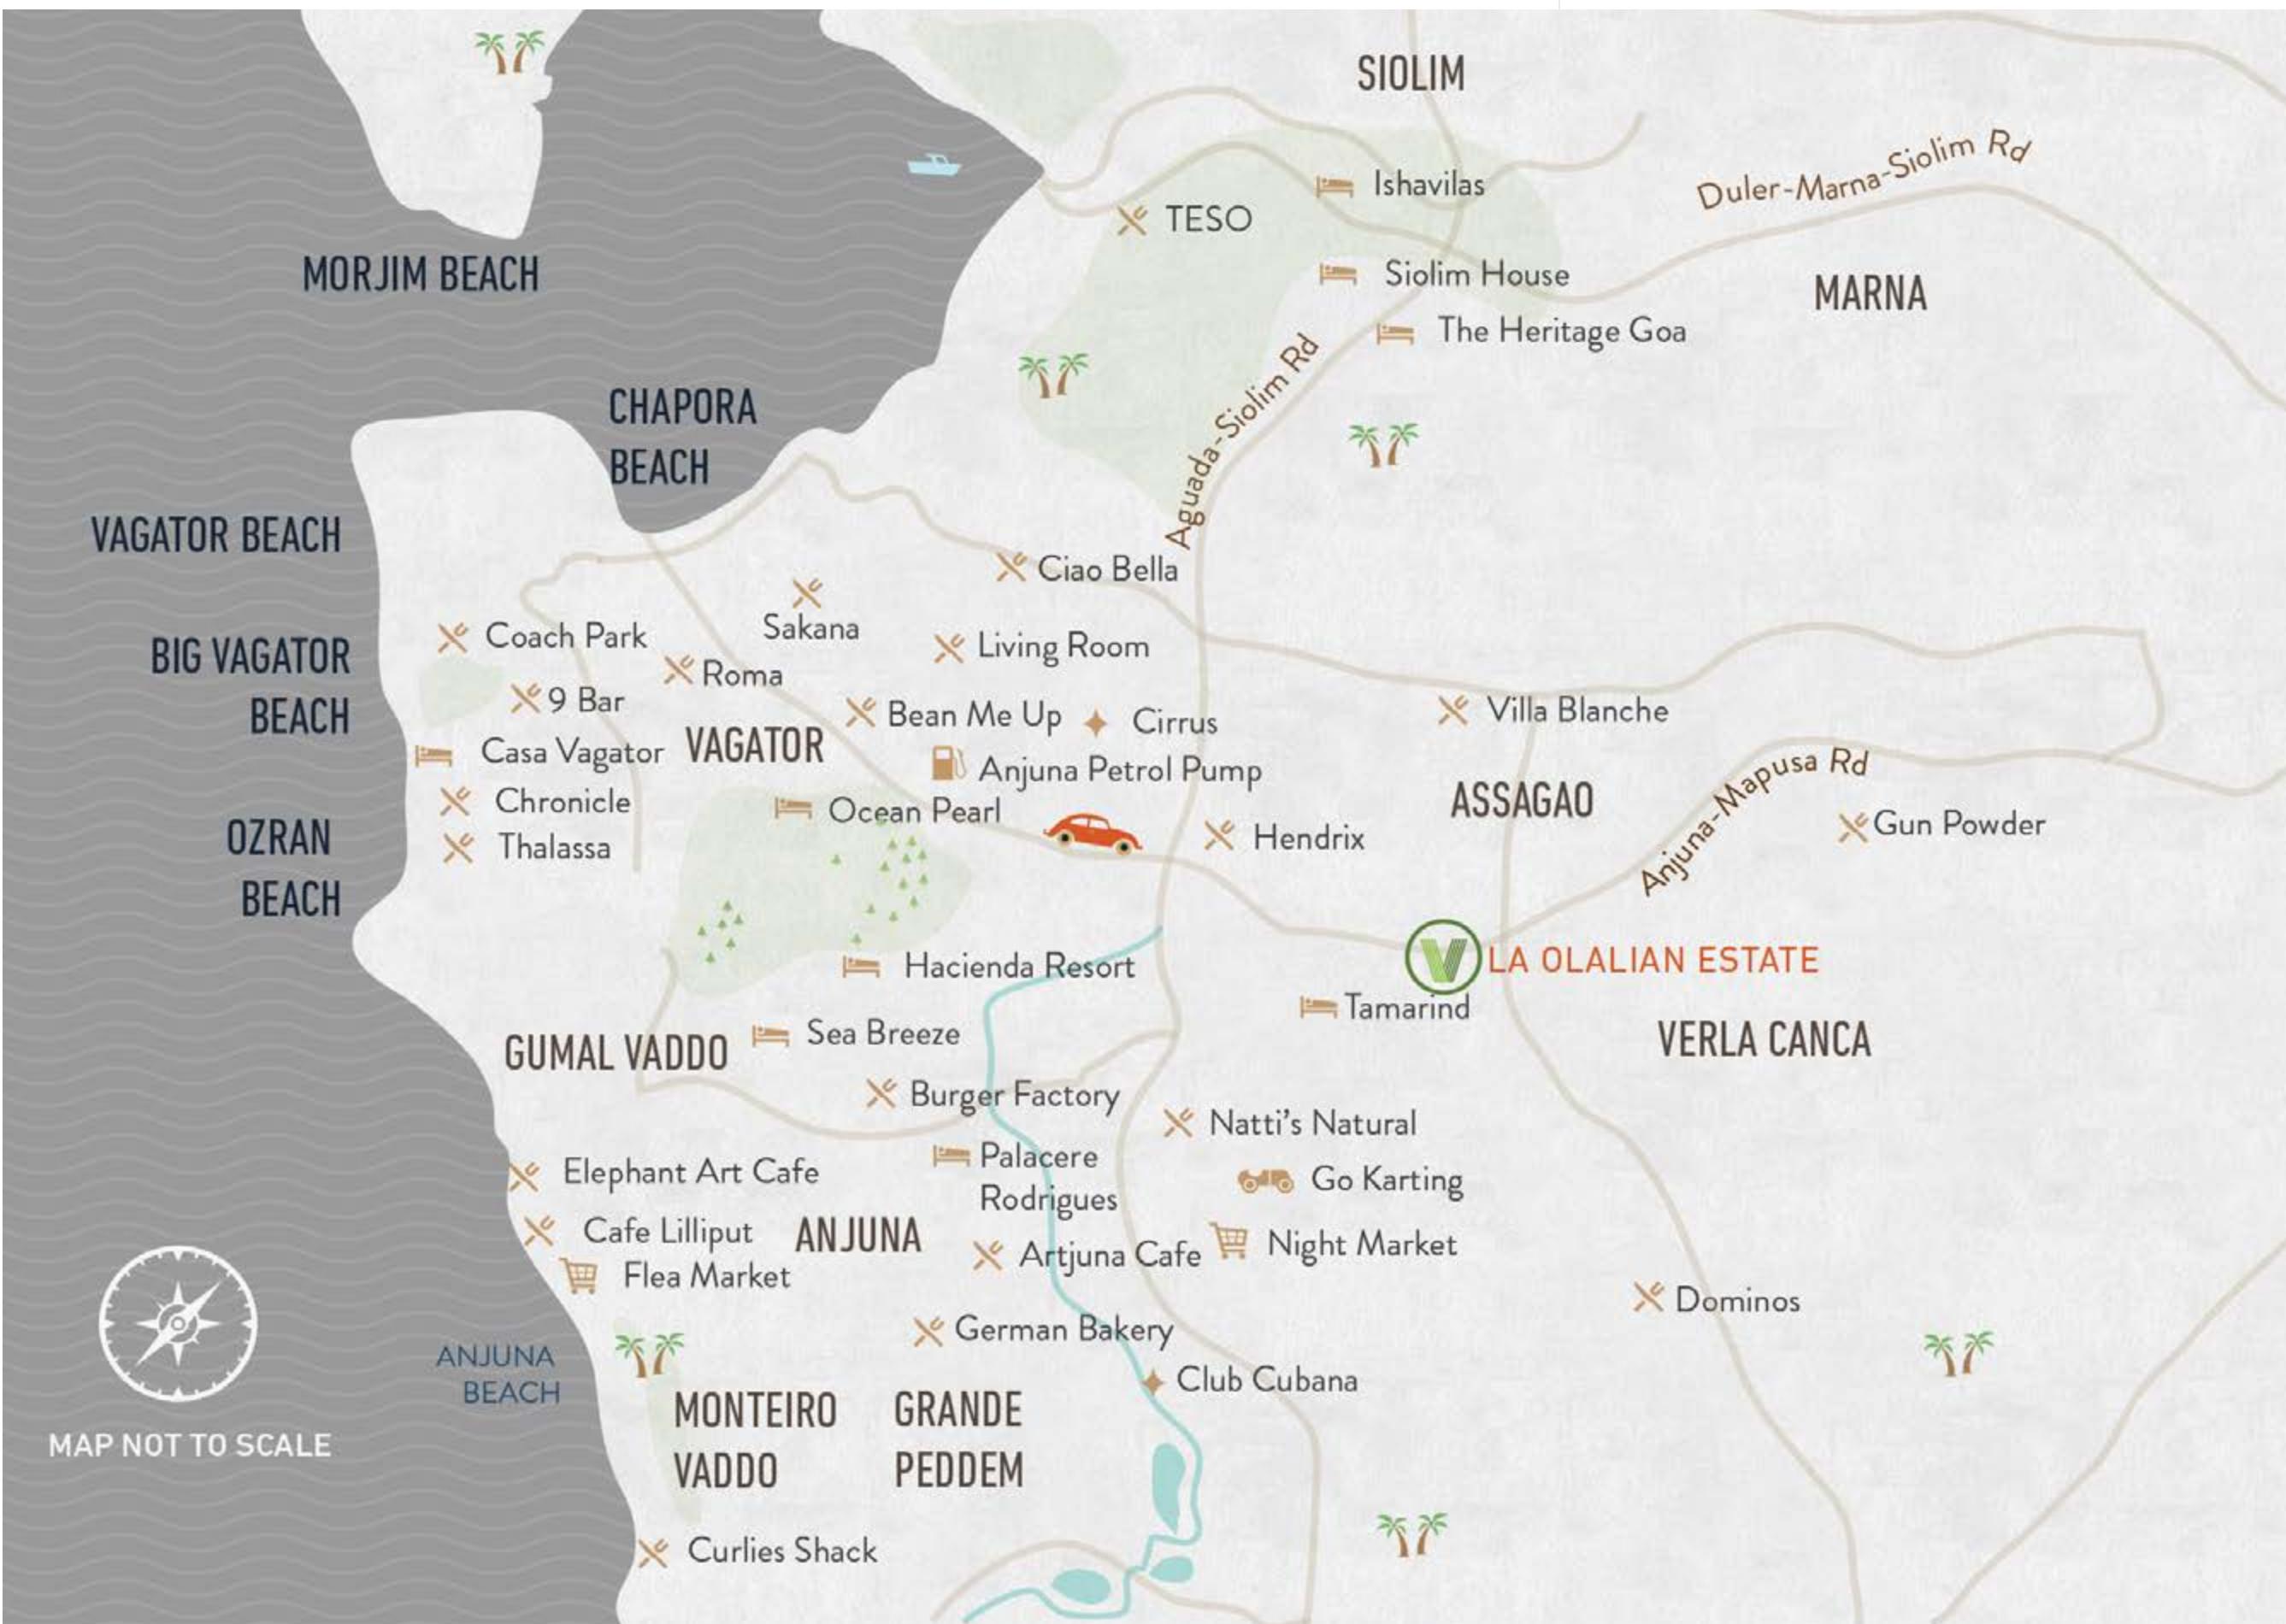 SIOLIM
Duler-Marna-Siolim Rd
Ishavilas
TESO
MORJIM BEACH
Siolim House
MARNA
The Heritage Goa
Aguada-Siolim Rd
CHAPORA
BEACH
VAGATOR BEACH
Ciao Bella
Coach Park
Sakana
Living Room
BIG VAGATOR
BEACH
Roma
9 Bar
Bean Me Up
Cirrus
Villa Blanche
Casa Vagator
VAGATOR
Anjuna Petrol Pump
Anjuna-Mapusa Rd
Chronicle
Ocean Pearl
ASSAGAO
Gun Powder
OZRAN
BEACH
Thalassa
Hendrix
LA OLALIAN ESTATE
Hacienda Resort
Tamarind
GUMAL VADDO
Sea Breeze
VERLA CANCA
Burger Factory
Natti's Natural
Elephant Art Cafe
Palacere
Rodrigues
Go Karting
Cafe Lilliput
ANJUNA
Artjuna Cafe
Night Market
Flea Market
Dominos
German Bakery
ANJUNA
BEACH
Club Cubana
MONTEIRO
VADDO
GRANDE
PEDDEM
MAP NOT TO SCALE
Curlies Shack